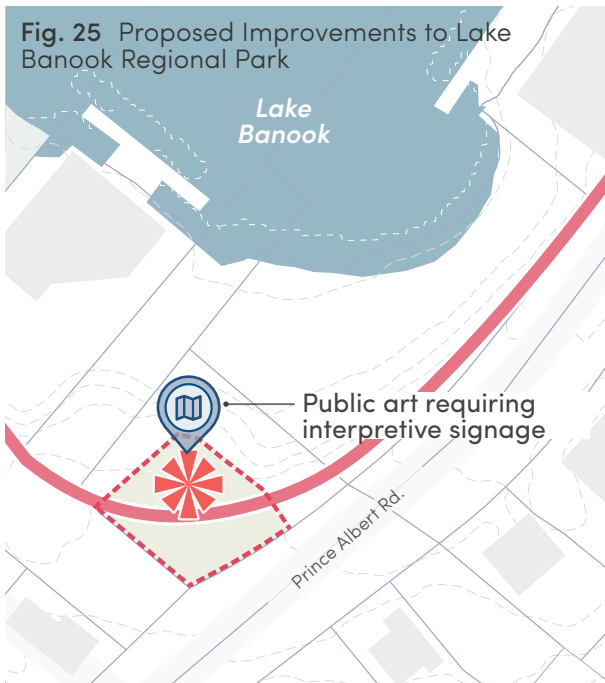 Fig. 25 Proposed Improvements to Lake
Banook Regional Park
Lake
Banook
Public art requiring
interpretive signage
Prince Albert Rd.